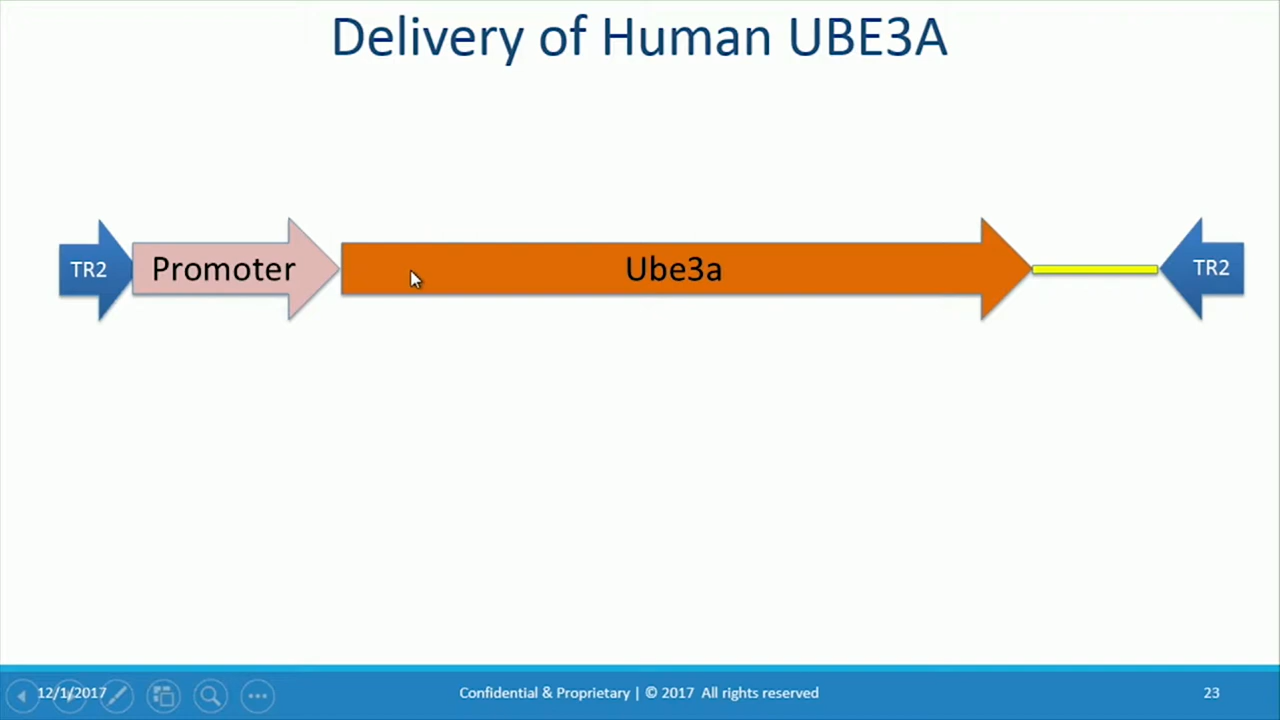 Delivery of Human UBE3A
TR2
Promoter
Ube3a
TR2
12/1/2017
Confidential & Proprietary | © 2017 All rights reserved
23